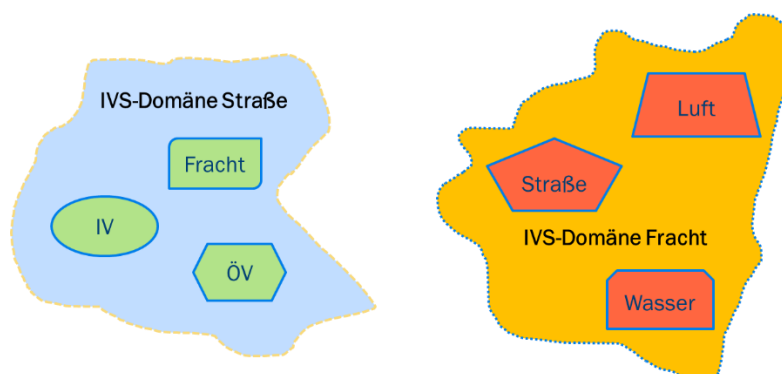 IVS-Domäne Straße
Fracht
IV
ÖV
Luft
Straße
IVS-Domäne Fracht
Wasser